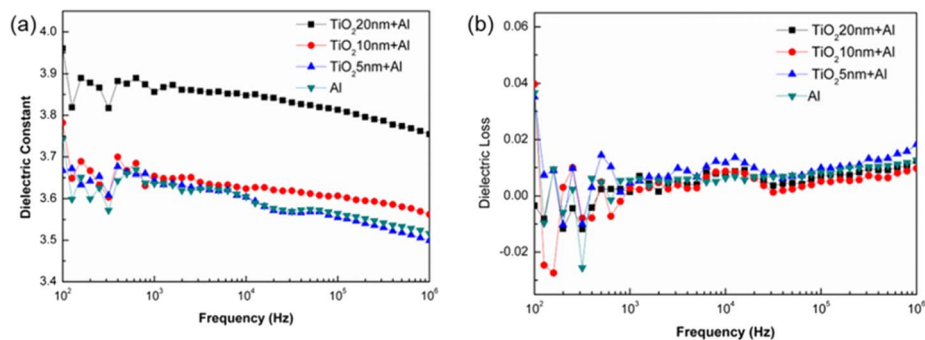 (a)
4.0
3.9
3.8
3.7
3.6
3.5
3.4
Dielectric Constant
TiO₂20nm+Al
TiO₂10nm+Al
TiO₂5nm+Al
Al
10² 10³ 10⁴ 10⁵ 10⁶
Frequency (Hz)
(b)
0.06
0.04
0.02
0.00
-0.02
Dielectric Loss
TiO₂20nm+Al
TiO₂10nm+Al
TiO₂5nm+Al
Al
10² 10³ 10⁴ 10⁵ 10⁶
Frequency (Hz)